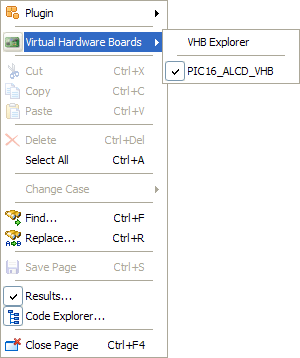 Plugin
Virtual Hardware Boards
VHB Explorer
PIC16_ALCD_VHB
Cut Ctrl+X
Copy Ctrl+C
Paste Ctrl+V
Delete Ctrl+Del
Select All Ctrl+A
Change Case
Find... Ctrl+F
Replace... Ctrl+R
Save Page Ctrl+S
Results...
Code Explorer...
Close Page Ctrl+F4